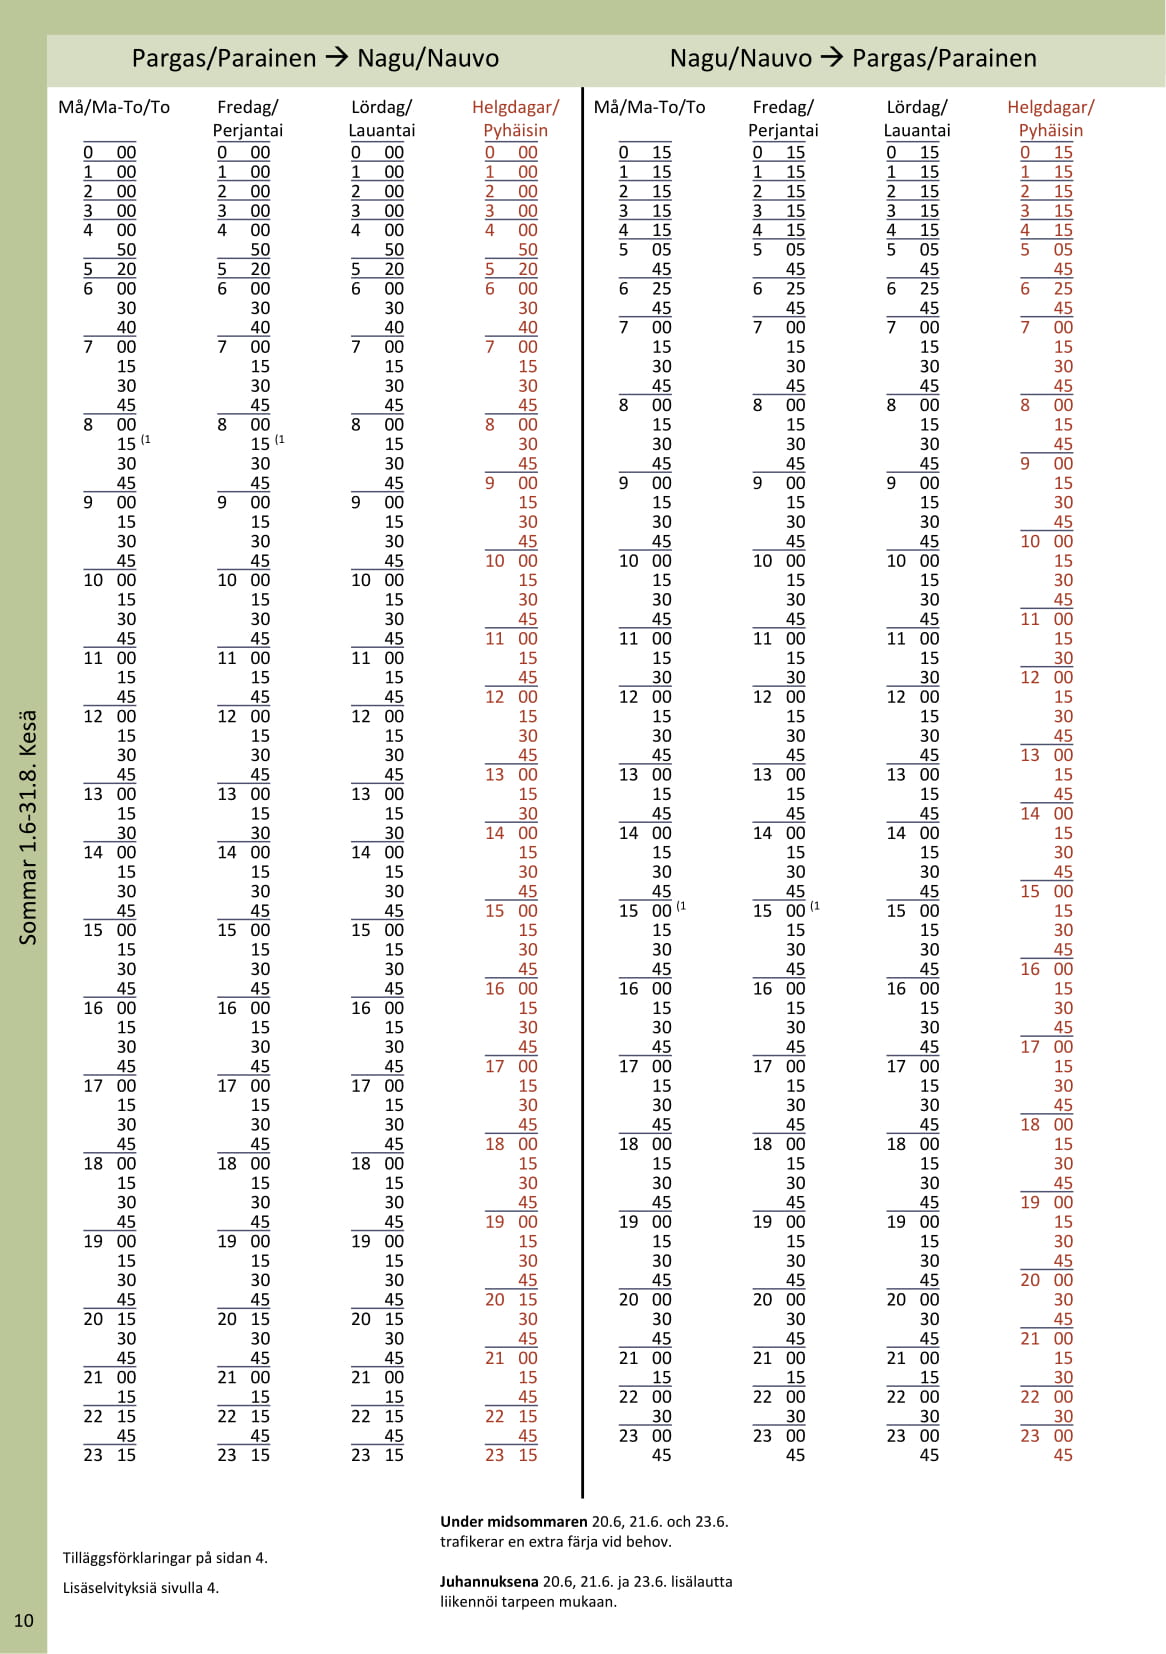 Pargas/Parainen → Nagu/Nauvo Nagu/Nauvo → Pargas/Parainen
Må/Ma-To/To Fredag/ Lördag/ Helgdagar/ Må/Ma-To/To Fredag/ Lördag/ Helgdagar/
Perjantai Lauantai Pyhäisin Perjantai Lauantai Pyhäisin
0 00 0 00 0 00 0 00 0 15 0 15 0 15 0 15
1 00 1 00 1 00 1 00 1 15 1 15 1 15 1 15
2 00 2 00 2 00 2 00 2 15 2 15 2 15 2 15
3 00 3 00 3 00 3 00 3 15 3 15 3 15 3 15
4 00 4 00 4 00 4 00 4 15 4 15 4 15 4 15
50 50 50 50 5 05 5 05 5 05 5 05
5 20 5 20 5 20 5 20 45 45 45 45
6 00 6 00 6 00 6 00 6 25 6 25 6 25 6 25
30 30 30 30 45 45 45 45
40 40 40 40 7 00 7 00 7 00 7 00
7 00 7 00 7 00 7 00 15 15 15 15
15 15 15 15 30 30 30 30
30 30 30 30 45 45 45 45
45 45 45 45 8 00 8 00 8 00 8 00
8 00 8 00 8 00 8 00 15 15 15 15
15 (1 15 (1 15 30 30 30 30 45
30 30 30 45 45 45 45 9 00
45 45 45 9 00 9 00 9 00 9 00 15
9 00 9 00 9 00 15 15 15 15 30
15 15 15 30 30 30 30 45
30 30 30 45 45 45 45 10 00
45 45 45 10 00 10 00 10 00 10 00 15
10 00 10 00 10 00 15 15 15 15 30
15 15 15 30 30 30 30 45
30 30 30 45 45 45 45 11 00
45 45 45 11 00 11 00 11 00 11 00 15
11 00 11 00 11 00 15 15 15 15 30
15 15 15 45 30 30 30 12 00
45 45 45 12 00 12 00 12 00 12 00 15
12 00 12 00 12 00 15 15 15 15 30
15 15 15 30 30 30 30 45
30 30 30 45 45 45 45 13 00
45 45 45 13 00 13 00 13 00 13 00 15
13 00 13 00 13 00 15 15 15 15 45
15 15 15 30 45 45 45 14 00
30 30 30 14 00 14 00 14 00 14 00 15
14 00 14 00 14 00 15 15 15 15 30
15 15 15 30 30 30 30 45
30 30 30 45 45 45 45 15 00
45 45 45 15 00 15 00 (1 15 00 (1 15 00 15
15 00 15 00 15 00 15 15 15 15 30
15 15 15 30 30 30 30 45
30 30 30 45 45 45 45 16 00
45 45 45 16 00 16 00 16 00 16 00 15
16 00 16 00 16 00 15 15 15 15 30
15 15 15 30 30 30 30 45
30 30 30 45 45 45 45 17 00
45 45 45 17 00 17 00 17 00 17 00 15
17 00 17 00 17 00 15 15 15 15 30
15 15 15 30 30 30 30 45
30 30 30 45 45 45 45 18 00
45 45 45 18 00 18 00 18 00 18 00 15
18 00 18 00 18 00 15 15 15 15 30
15 15 15 30 30 30 30 45
30 30 30 45 45 45 45 19 00
45 45 45 19 00 19 00 19 00 19 00 15
19 00 19 00 19 00 15 15 15 15 30
15 15 15 30 30 30 30 45
30 30 30 45 45 45 45 20 00
45 45 45 20 15 20 00 20 00 20 00 30
20 15 20 15 20 15 30 30 30 30 45
30 30 30 45 45 45 45 21 00
45 45 45 21 00 21 00 21 00 21 00 15
21 00 21 00 21 00 15 15 15 15 30
15 15 15 45 22 00 22 00 22 00 22 00
22 15 22 15 22 15 22 15 30 30 30 30
45 45 45 45 23 00 23 00 23 00 23 00
23 15 23 15 23 15 23 15 45 45 45 45
Sommar 1.6-31.8. Kesä
Under midsommaren 20.6, 21.6. och 23.6.
trafikerar en extra färja vid behov.
Tilläggsförklaringar på sidan 4.
Juhannuksena 20.6, 21.6. ja 23.6. lisälautta
Lisäselvityksiä sivulla 4.
liikennöi tarpeen mukaan.
10